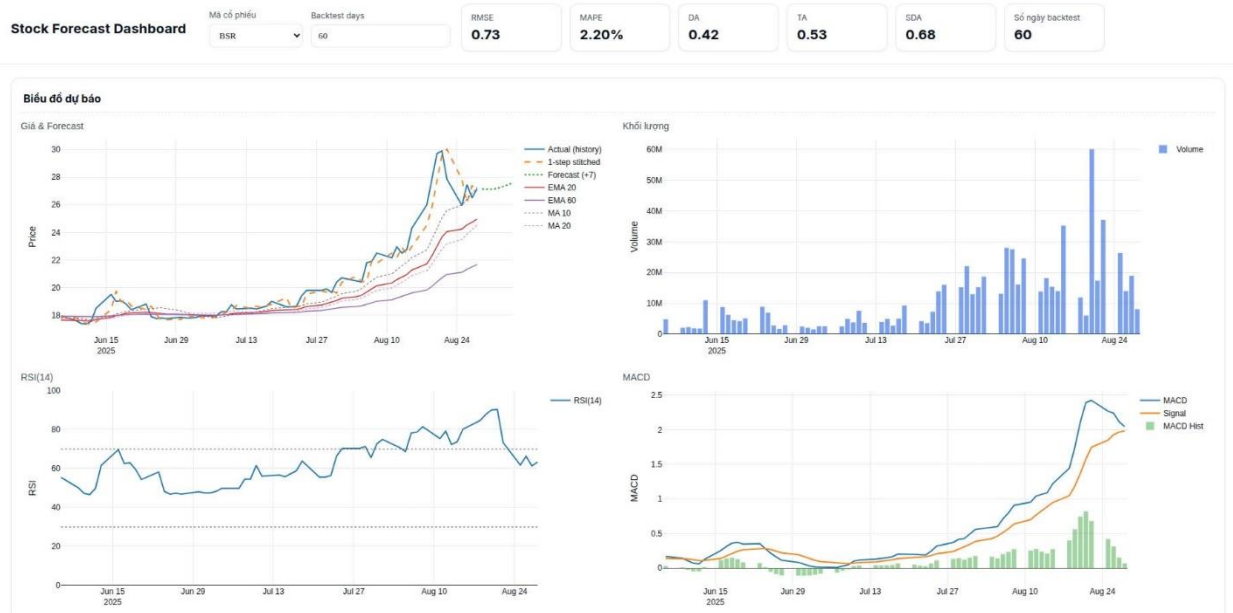 Stock Forecast Dashboard
Mã cổ phiếu
BSR
Backtest days
60
RMSE
0.73
MAPE
2.20%
DA
0.42
TA
0.53
SDA
0.68
Số ngày backtest
60
Biểu đồ dự báo
Giá & Forecast
30
28
26
24
22
20
18
Price
Jun 15 Jun 29 Jul 13 Jul 27 Aug 10 Aug 24
2025
Actual (history)
1-step stitched
Forecast (+7)
EMA 20
EMA 60
MA 10
MA 20
Khối lượng
60M
50M
40M
30M
20M
10M
0
Volume
Jun 15 Jun 29 Jul 13 Jul 27 Aug 10 Aug 24
2025
Volume
RSI(14)
100
80
60
40
20
0
RSI
Jun 15 Jun 29 Jul 13 Jul 27 Aug 10 Aug 24
2025
RSI(14)
MACD
2.5
2
1.5
1
0.5
0
MACD
Jun 15 Jun 29 Jul 13 Jul 27 Aug 10 Aug 24
2025
MACD
Signal
MACD Hist